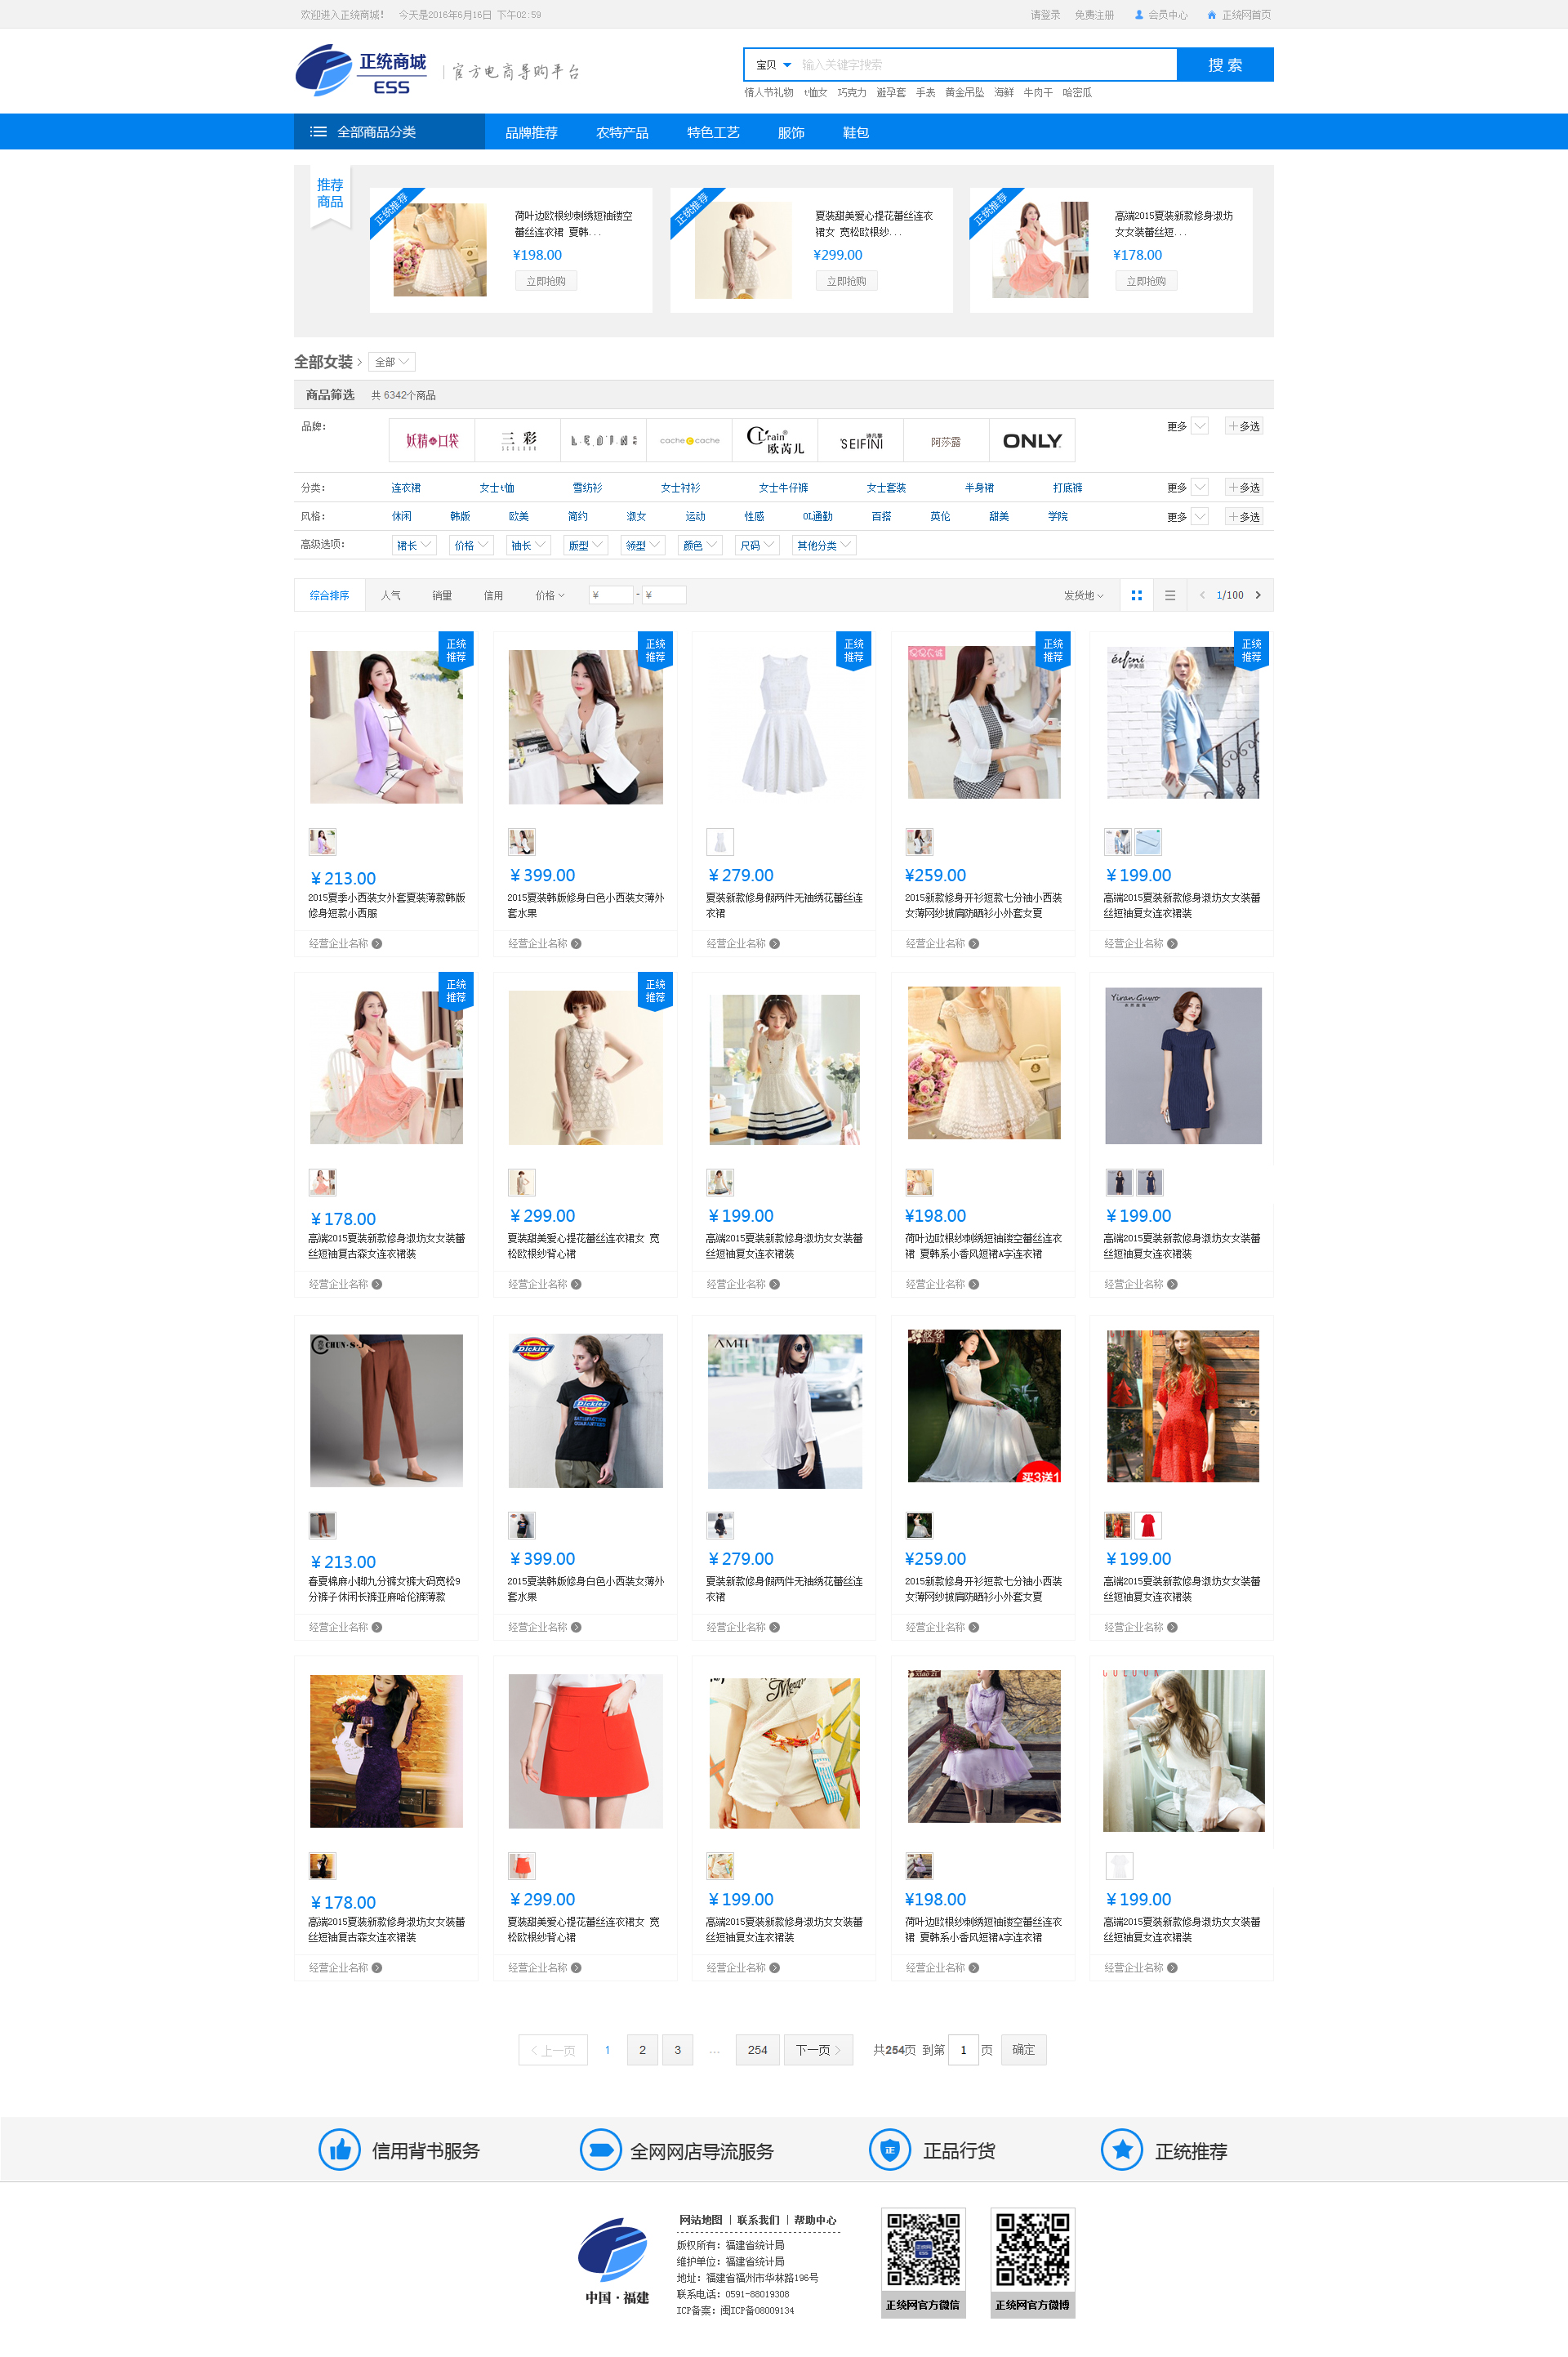 欢迎进入正统商城! 今天是2016年6月16日 下午02:59
请登录 免费注册 会员中心 正统网首页
正统商城
ESS
官方电商导购平台
宝贝 输入关键字搜索 搜 索
情人节礼物 t恤女 巧克力 避孕套 手表 黄金吊坠 海鲜 牛肉干 哈密瓜
全部商品分类 品牌推荐 农特产品 特色工艺 服饰 鞋包
推荐
商品
正统推荐
荷叶边欧根纱刺绣短袖镂空
蕾丝连衣裙 夏韩...
¥198.00
立即抢购
正统推荐
夏装甜美爱心提花蕾丝连衣
裙女 宽松欧根纱...
¥299.00
立即抢购
正统推荐
高端2015夏装新款修身淑坊
女女装蕾丝短...
¥178.00
立即抢购
全部女装 > 全部
商品筛选 共 6342个商品
品牌: 妖精口袋 三彩 cache cache C'rain 欧芮儿 诗凡黎 'SEIFINI 阿莎露 ONLY 更多 多选
分类: 连衣裙 女士t恤 雪纺衫 女士衬衫 女士牛仔裤 女士套装 半身裙 打底裤 更多 多选
风格: 休闲 韩版 欧美 简约 淑女 运动 性感 OL通勤 百搭 英伦 甜美 学院 更多 多选
高级选项: 裙长 价格 袖长 版型 领型 颜色 尺码 其他分类
综合排序 人气 销量 信用 价格 ¥ - ¥ 发货地 1/100
正统
推荐
正统
推荐
正统
推荐
正统
推荐
正统
推荐
¥213.00 ¥399.00 ¥279.00 ¥259.00 ¥199.00
2015夏季小西装女外套夏装薄款韩版
修身短款小西服
2015夏装韩版修身白色小西装女薄外
套水果
夏装新款修身假两件无袖绣花蕾丝连
衣裙
2015新款修身开衫短款七分袖小西装
女薄网纱披肩防晒衫小外套女夏
高端2015夏装新款修身淑坊女女装蕾
丝短袖夏女连衣裙装
经营企业名称 经营企业名称 经营企业名称 经营企业名称 经营企业名称
正统
推荐
正统
推荐
Yiran Guwo
¥178.00 ¥299.00 ¥199.00 ¥198.00 ¥199.00
高端2015夏装新款修身淑坊女女装蕾
丝短袖复古森女连衣裙装
夏装甜美爱心提花蕾丝连衣裙女 宽
松欧根纱背心裙
高端2015夏装新款修身淑坊女女装蕾
丝短袖夏女连衣裙装
荷叶边欧根纱刺绣短袖镂空蕾丝连衣
裙 夏韩系小香风短裙A字连衣裙
高端2015夏装新款修身淑坊女女装蕾
丝短袖夏女连衣裙装
经营企业名称 经营企业名称 经营企业名称 经营企业名称 经营企业名称
CHUN·S·J
Dickies
Dickies
AMII
买3送1
¥213.00 ¥399.00 ¥279.00 ¥259.00 ¥199.00
春夏棉麻小脚九分裤女裤大码宽松9
分裤子休闲长裤亚麻哈伦裤薄款
2015夏装韩版修身白色小西装女薄外
套水果
夏装新款修身假两件无袖绣花蕾丝连
衣裙
2015新款修身开衫短款七分袖小西装
女薄网纱披肩防晒衫小外套女夏
高端2015夏装新款修身淑坊女女装蕾
丝短袖夏女连衣裙装
经营企业名称 经营企业名称 经营企业名称 经营企业名称 经营企业名称
¥178.00 ¥299.00 ¥199.00 ¥198.00 ¥199.00
高端2015夏装新款修身淑坊女女装蕾
丝短袖复古森女连衣裙装
夏装甜美爱心提花蕾丝连衣裙女 宽
松欧根纱背心裙
高端2015夏装新款修身淑坊女女装蕾
丝短袖夏女连衣裙装
荷叶边欧根纱刺绣短袖镂空蕾丝连衣
裙 夏韩系小香风短裙A字连衣裙
高端2015夏装新款修身淑坊女女装蕾
丝短袖夏女连衣裙装
经营企业名称 经营企业名称 经营企业名称 经营企业名称 经营企业名称
上一页 1 2 3 ... 254 下一页 共254页 到第 1 页 确定
信用背书服务 全网网店导流服务 正 正品行货 正统推荐
网站地图 | 联系我们 | 帮助中心
版权所有: 福建省统计局
维护单位: 福建省统计局
地址: 福建省福州市华林路196号
联系电话: 0591-88019308
ICP备案: 闽ICP备08009134
中国·福建
正统网官方微信 正统网官方微博